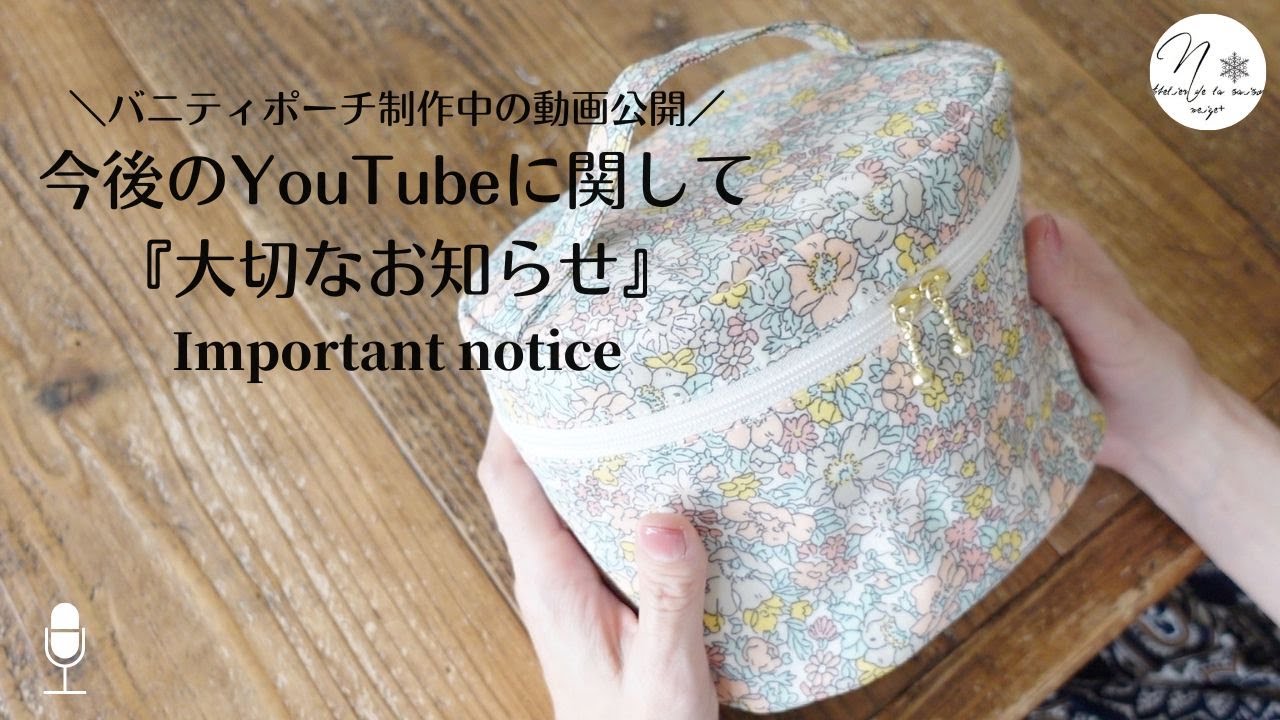 ＼バニティポーチ制作中の動画公開／
今後のYouTubeに関して
『大切なお知らせ』
Important notice
N